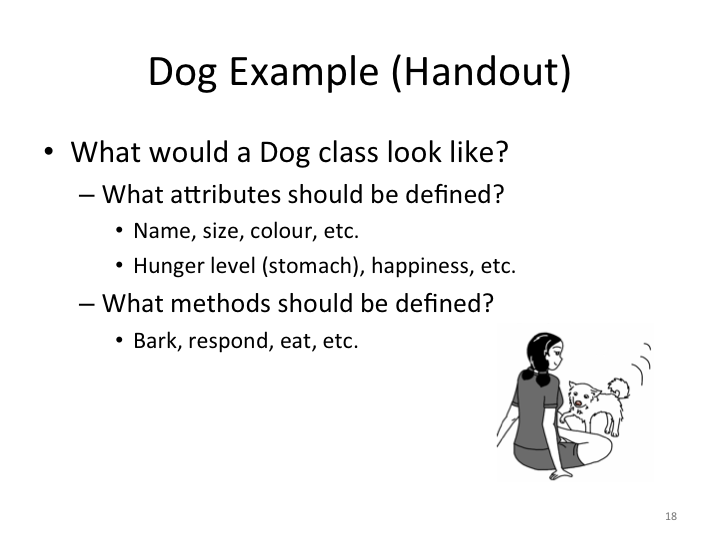 Dog Example (Handout)
• What would a Dog class look like?
– What attributes should be defined?
• Name, size, colour, etc.
• Hunger level (stomach), happiness, etc.
– What methods should be defined?
• Bark, respond, eat, etc.
18